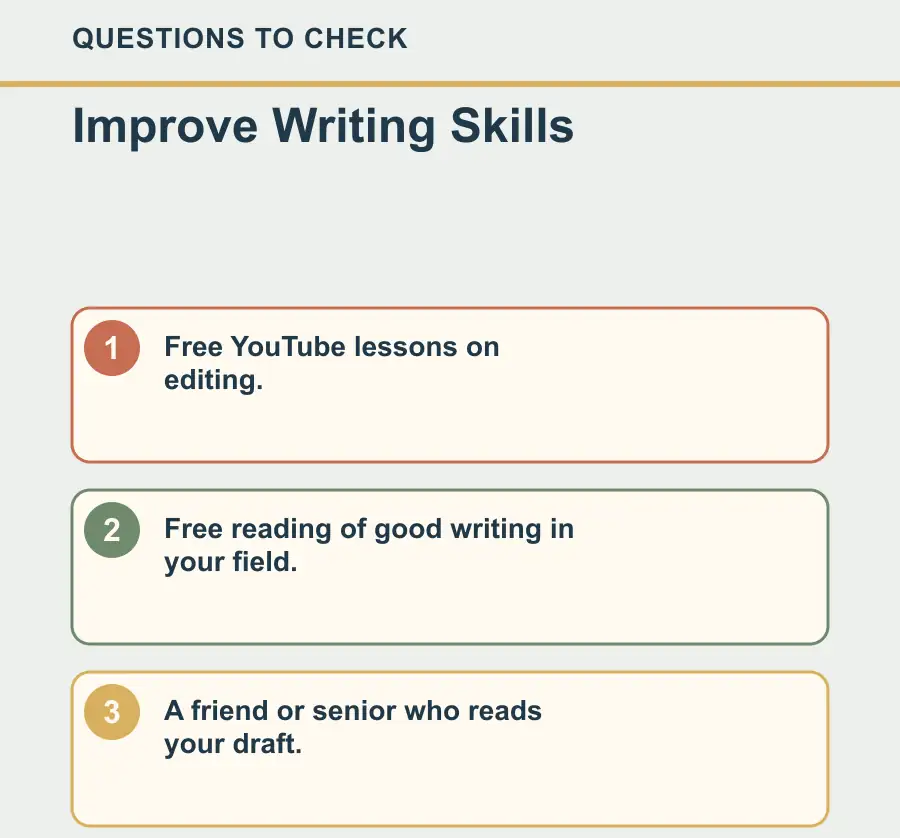 QUESTIONS TO CHECK
Improve Writing Skills
1
Free YouTube lessons on
editing.
2
Free reading of good writing in
your field.
3
A friend or senior who reads
your draft.